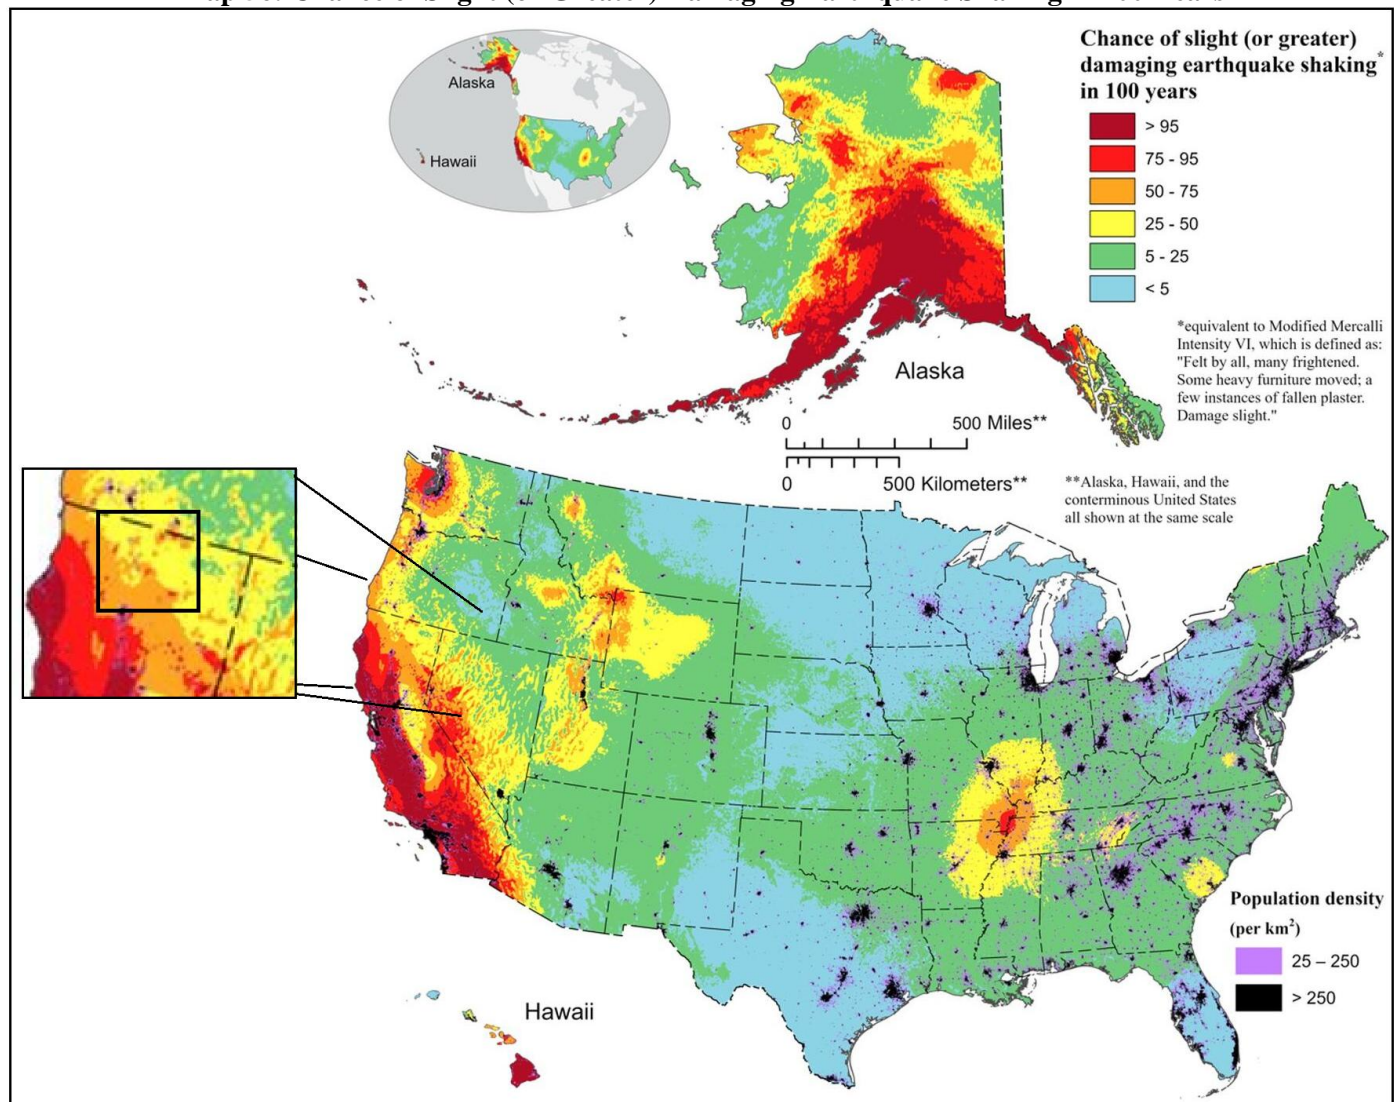 Chance of slight (or greater)
damaging earthquake shaking*
in 100 years
> 95
75 - 95
50 - 75
25 - 50
5 - 25
< 5
Alaska
Hawaii
*equivalent to Modified Mercalli
Intensity VI, which is defined as:
"Felt by all, many frightened.
Some heavy furniture moved; a
few instances of fallen plaster.
Damage slight."
Alaska
0 500 Miles**
0 500 Kilometers**
**Alaska, Hawaii, and the
conterminous United States
all shown at the same scale
Population density
(per km²)
25 – 250
> 250
Hawaii